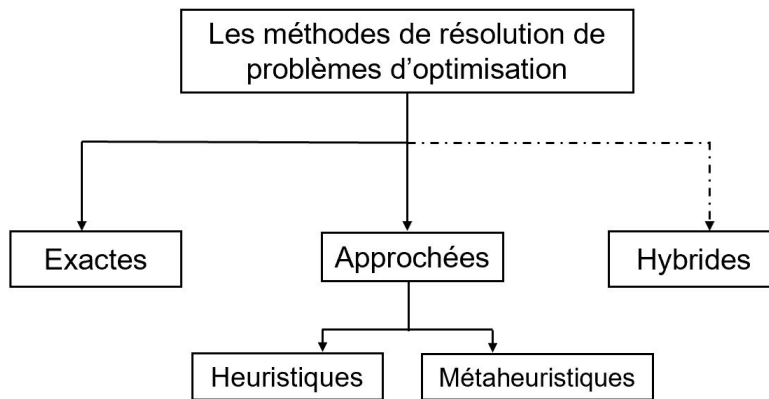 Les méthodes de résolution de
problèmes d’optimisation
Exactes
Approchées
Hybrides
Heuristiques
Métaheuristiques